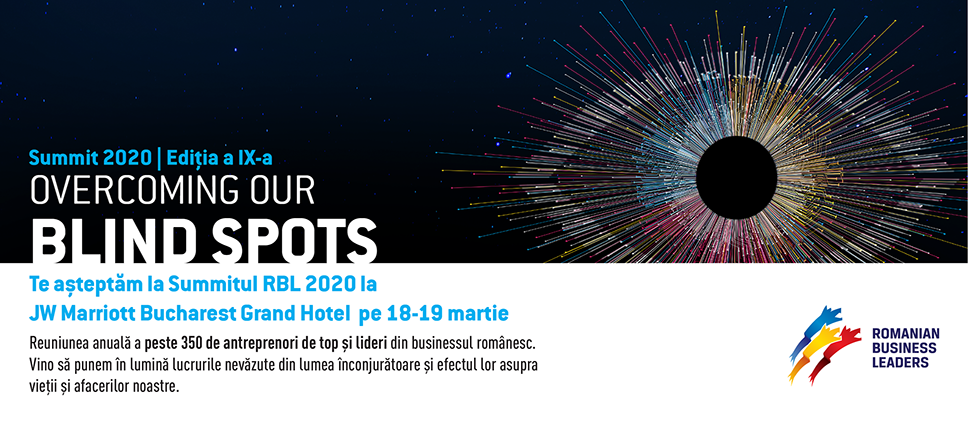 Summit 2020 | Ediția a IX-a
OVERCOMING OUR
BLIND SPOTS
Te așteptăm la Summitul RBL 2020 la
JW Marriott Bucharest Grand Hotel pe 18-19 martie
Reuniunea anuală a peste 350 de antreprenori de top și lideri din businessul românesc.
Vino să punem în lumină lucrurile nevăzute din lumea înconjurătoare și efectul lor asupra
vieții și afacerilor noastre.
ROMANIAN
BUSINESS
LEADERS